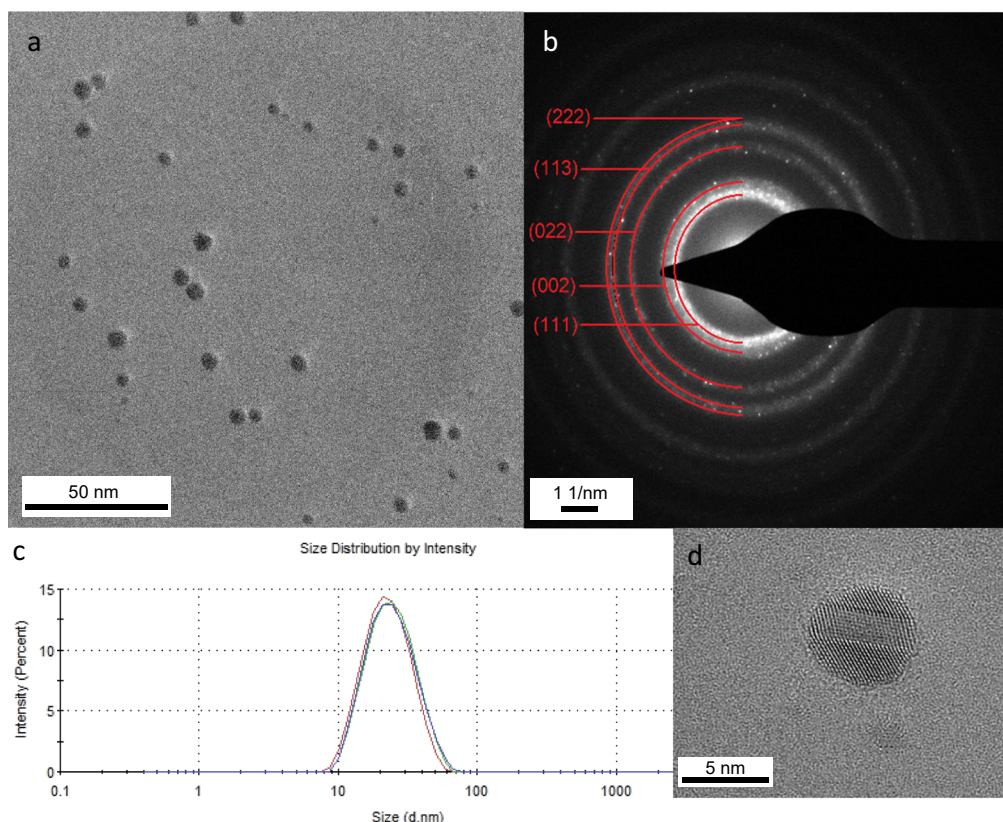 a
50 nm
b
(222)
(113)
(022)
(002)
(111)
1 1/nm
c
Size Distribution by Intensity
Intensity (Percent)
15
10
5
0
0.1 1 10 100 1000
Size (d.nm)
d
5 nm